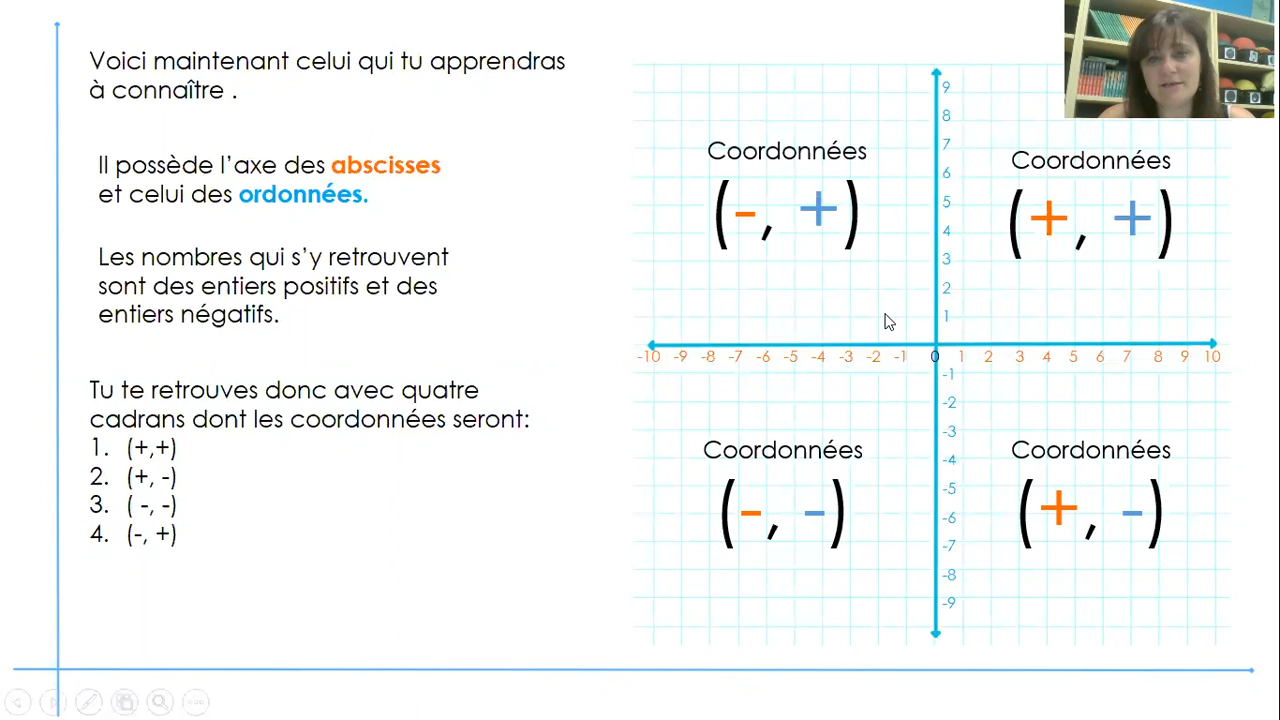 Voici maintenant celui qui tu apprendras
à connaître .
Il possède l'axe des abscisses
et celui des ordonnées.
Les nombres qui s'y retrouvent
sont des entiers positifs et des
entiers négatifs.
Tu te retrouves donc avec quatre
cadrans dont les coordonnées seront:
1. (+,+)
2. (+, -)
3. ( -, -)
4. (-, +)
Coordonnées
(-, +)
Coordonnées
(+, +)
9
8
7
6
5
4
3
2
1
-10 -9 -8 -7 -6 -5 -4 -3 -2 -1 0 1 2 3 4 5 6 7 8 9 10
-1
-2
-3
-4
-5
-6
-7
-8
-9
Coordonnées
(-, -)
Coordonnées
(+, -)